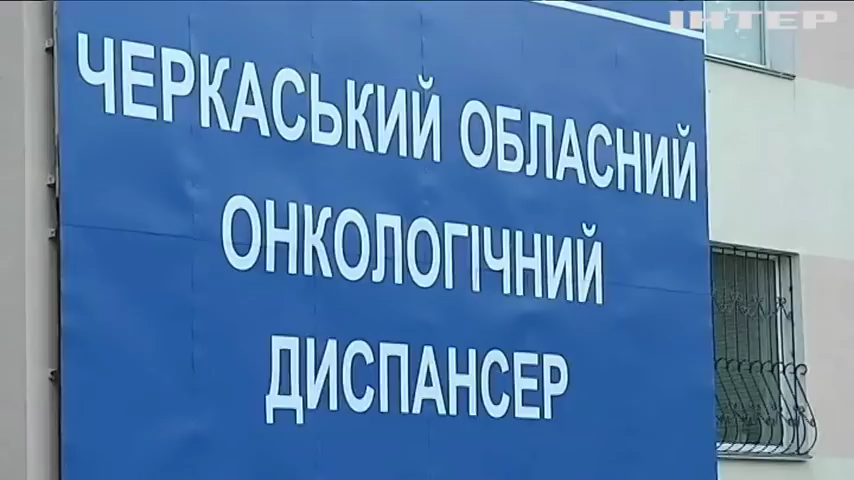 ІНТЕР
ЧЕРКАСЬКИЙ ОБЛАСНИЙ
ОНКОЛОГІЧНИЙ
ДИСПАНСЕР